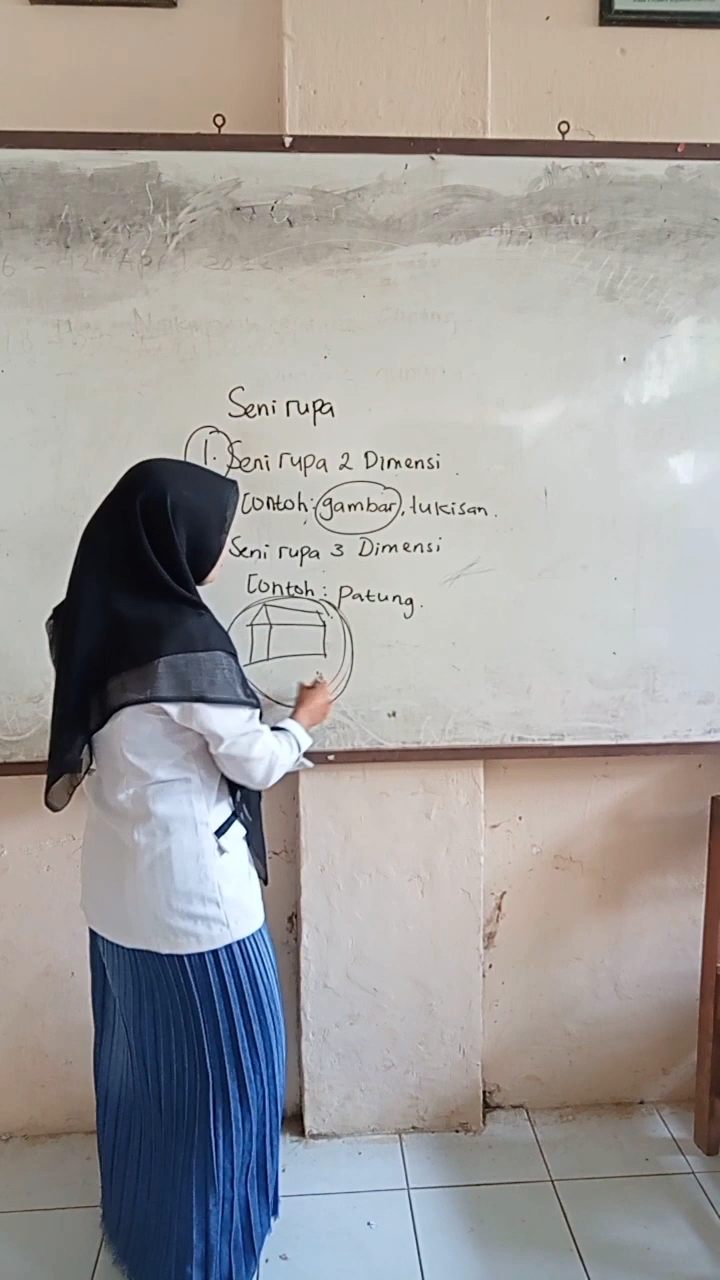 Seni rupa
1. Seni rupa 2 Dimensi
Contoh: gambar, lukisan.
Seni rupa 3 Dimensi
Contoh: Patung.